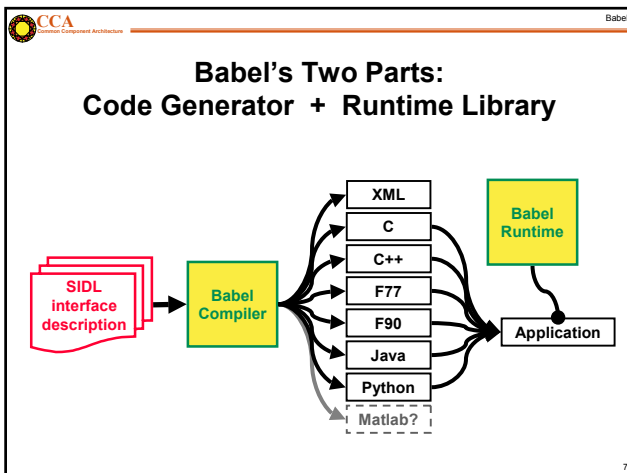 CCA
Common Component Architecture
Babel
Babel's Two Parts:
Code Generator + Runtime Library
SIDL
interface
description
Babel
Compiler
XML
C
C++
F77
F90
Java
Python
Matlab?
Babel
Runtime
Application
7